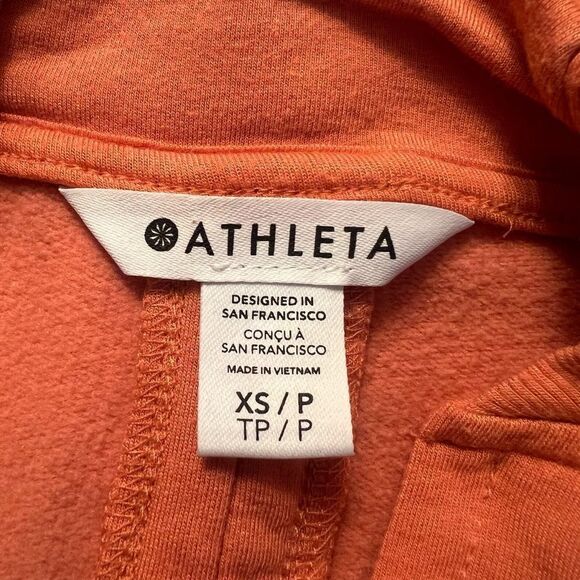 ATHLETA
DESIGNED IN
SAN FRANCISCO
CONÇU À
SAN FRANCISCO
MADE IN VIETNAM
XS / P
TP / P